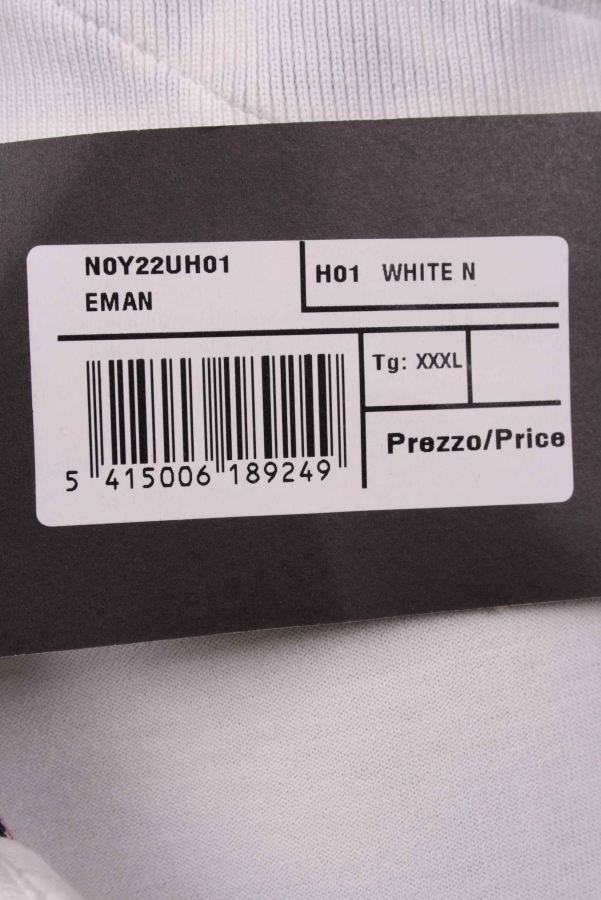 N0Y22UH01
EMAN
H01 WHITE N
Tg: XXXL
Prezzo/Price
5 415006 189249